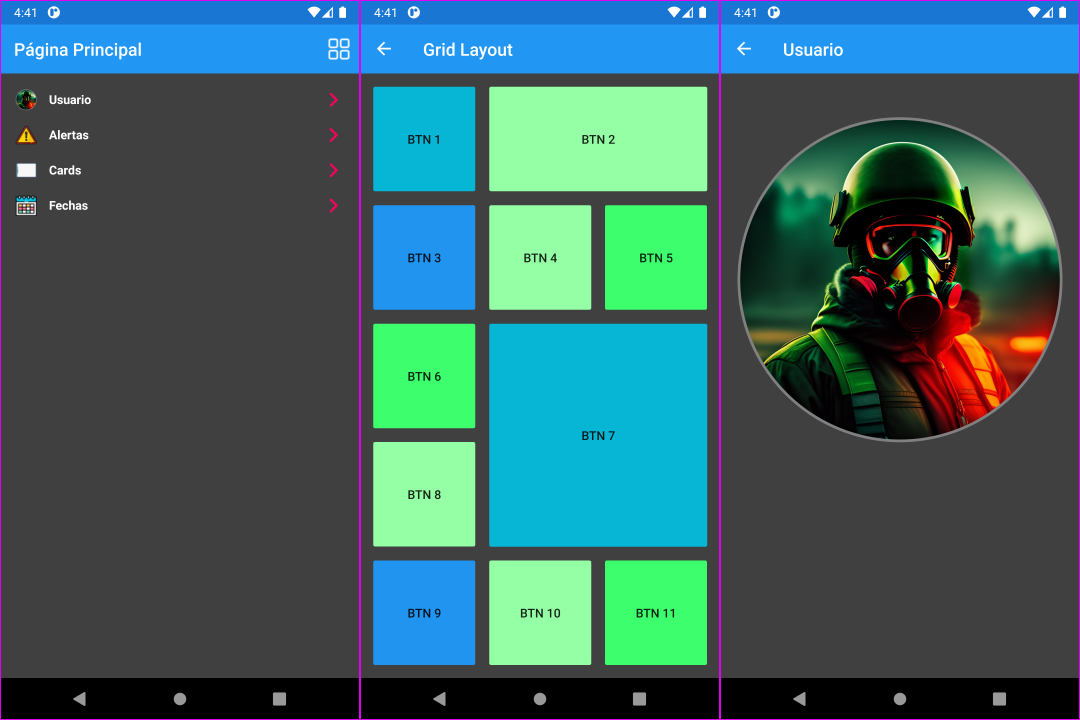 4:41
Página Principal
Usuario
Alertas
Cards
Fechas
4:41
Grid Layout
BTN 1
BTN 2
BTN 3
BTN 4
BTN 5
BTN 6
BTN 7
BTN 8
BTN 9
BTN 10
BTN 11
4:41
Usuario